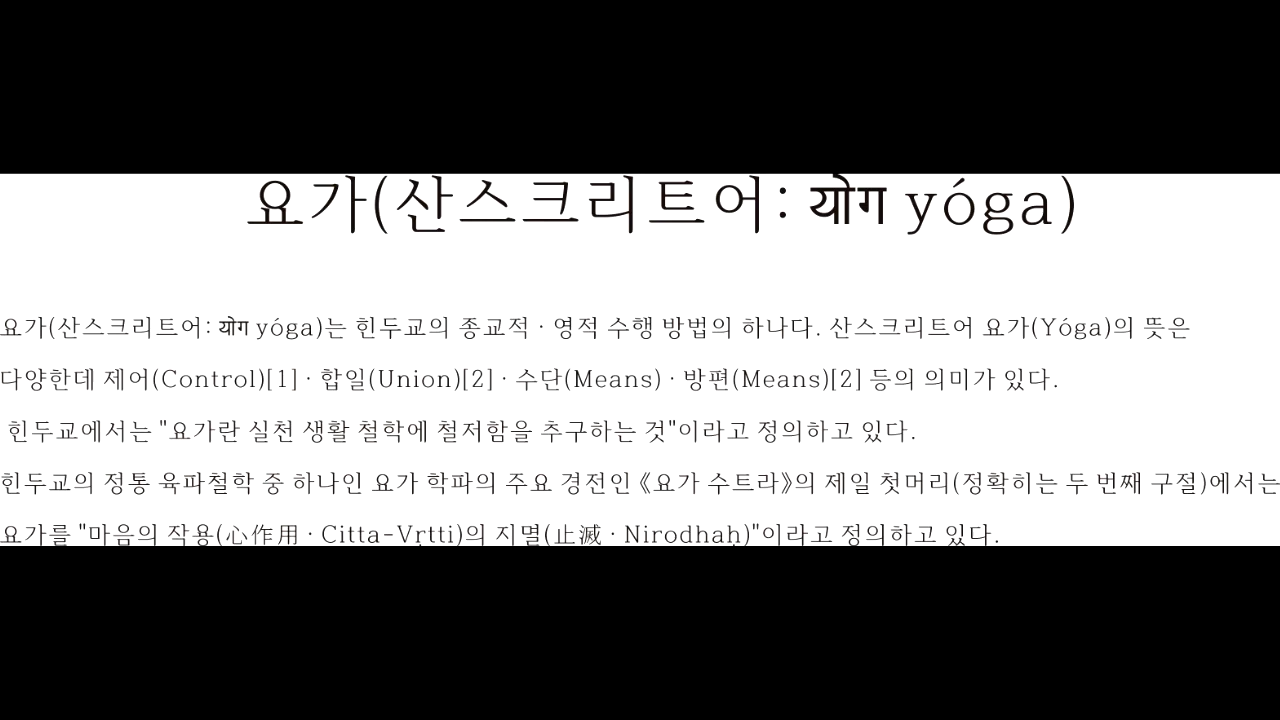 요가(산스크리트어: योग yóga)
요가(산스크리트어: योग yóga)는 힌두교의 종교적 · 영적 수행 방법의 하나다. 산스크리트어 요가(Yóga)의 뜻은
다양한데 제어(Control)[1] · 합일(Union)[2] · 수단(Means) · 방편(Means)[2] 등의 의미가 있다.
힌두교에서는 "요가란 실천 생활 철학에 철저함을 추구하는 것"이라고 정의하고 있다.
힌두교의 정통 육파철학 중 하나인 요가 학파의 주요 경전인 《요가 수트라》의 제일 첫머리(정확히는 두 번째 구절)에서는
요가를 "마음의 작용(心作用 · Citta-Vṛtti)의 지멸(止滅 · Nirodhaḥ)"이라고 정의하고 있다.